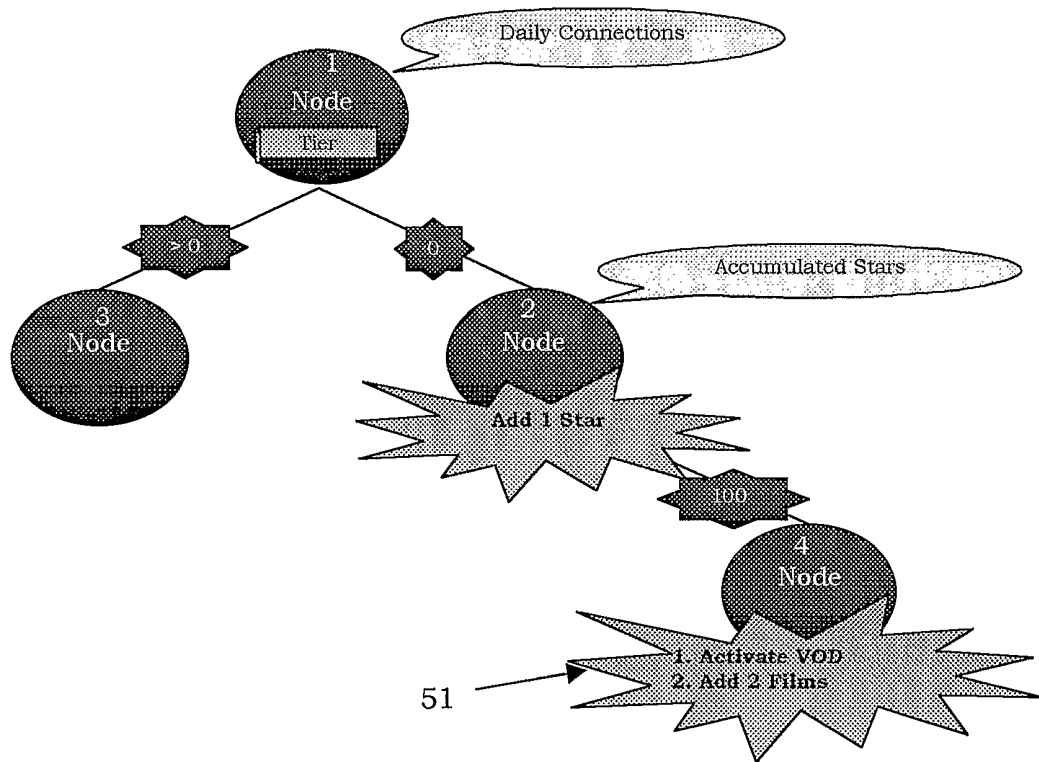 Daily Connections
1
Node
Tier
> 0
0
Accumulated Stars
3
Node
2
Node
Add 1 Star
100
4
Node
1. Activate VOD
2. Add 2 Films
51